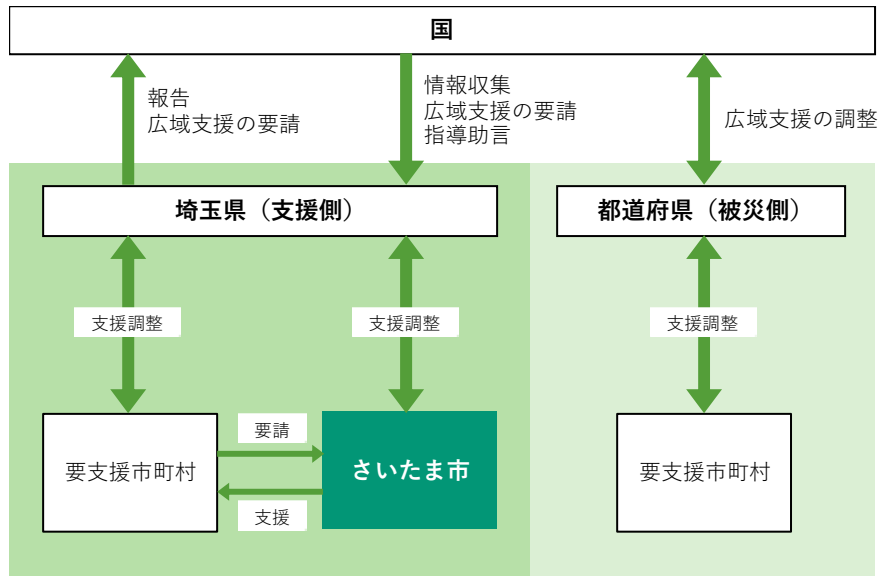 国
報告
広域支援の要請
情報収集
広域支援の要請
指導助言
広域支援の調整
埼玉県（支援側）
都道府県（被災側）
支援調整
支援調整
支援調整
要支援市町村
要請
支援
さいたま市
要支援市町村